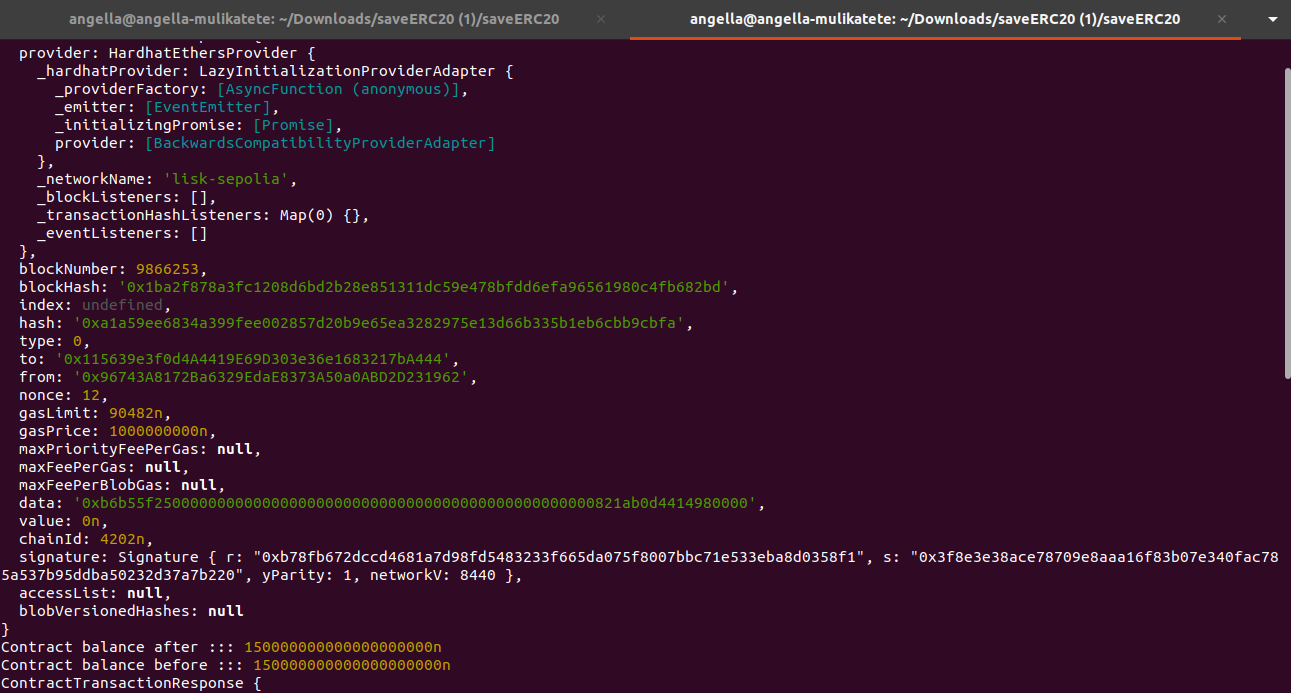 angella@angella-mulikatete: ~/Downloads/saveERC20 (1)/saveERC20 × angella@angella-mulikatete: ~/Downloads/saveERC20 (1)/saveERC20 ×
provider: HardhatEthersProvider {
_hardhatProvider: LazyInitializationProviderAdapter {
_providerFactory: [AsyncFunction (anonymous)],
_emitter: [EventEmitter],
_initializingPromise: [Promise],
provider: [BackwardsCompatibilityProviderAdapter]
},
_networkName: 'lisk-sepolia',
_blockListeners: [],
_transactionHashListeners: Map(0) {},
_eventListeners: []
},
blockNumber: 9866253,
blockHash: '0x1ba2f878a3fc1208d6bd2b28e851311dc59e478bfdd6efa96561980c4fb682bd',
index: undefined,
hash: '0xa1a59ee6834a399fee002857d20b9e65ea3282975e13d66b335b1eb6cbb9cbfa',
type: 0,
to: '0x115639e3f0d4A4419E69D303e36e1683217bA444',
from: '0x96743A8172Ba6329EdaE8373A50a0ABD2D231962',
nonce: 12,
gasLimit: 90482n,
gasPrice: 1000000000n,
maxPriorityFeePerGas: null,
maxFeePerGas: null,
maxFeePerBlobGas: null,
data: '0xb6b55f250000000000000000000000000000000000000000000000000821ab0d4414980000',
value: 0n,
chainId: 4202n,
signature: Signature { r: "0xb78fb672dccd4681a7d98fd5483233f665da075f8007bbc71e533eba8d0358f1", s: "0x3f8e3e38ace78709e8aaa16f83b07e340fac78
5a537b95ddba50232d37a7b220", yParity: 1, networkV: 8440 },
accessList: null,
blobVersionedHashes: null
}
Contract balance after ::: 150000000000000000000n
Contract balance before ::: 150000000000000000000n
ContractTransactionResponse {